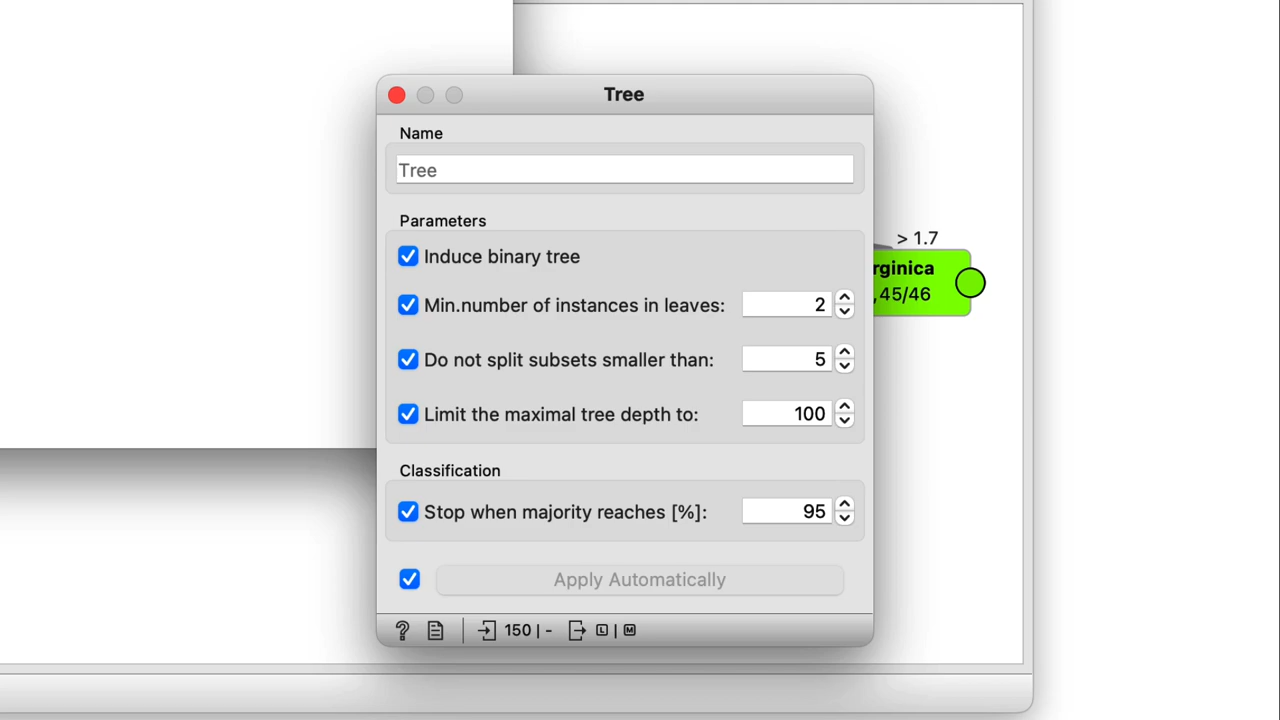 Tree
Name
Tree
Parameters
Induce binary tree
Min.number of instances in leaves: 2
Do not split subsets smaller than: 5
Limit the maximal tree depth to: 100
Classification
Stop when majority reaches [%]: 95
Apply Automatically
? 150 | - L | M
> 1.7
rginica
, 45/46